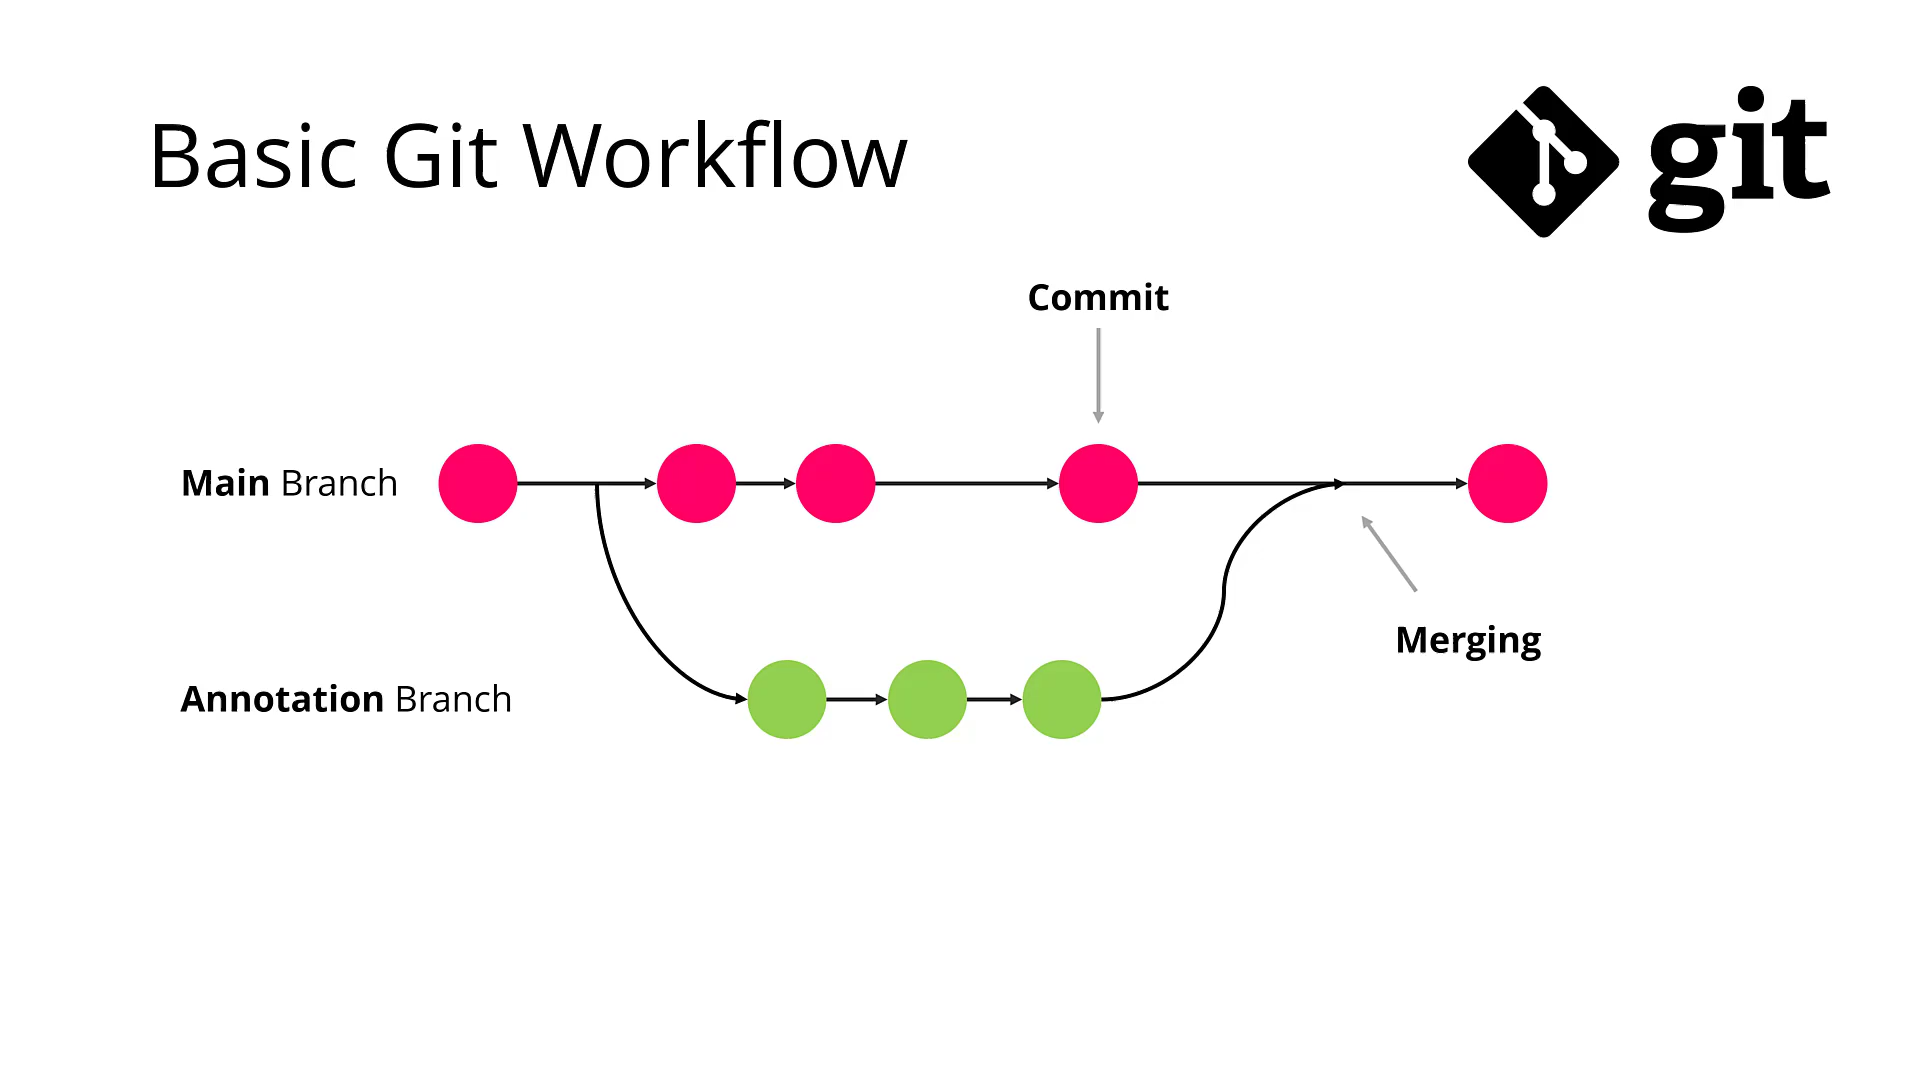 Basic Git Workflow
git
Commit
Main Branch
Merging
Annotation Branch